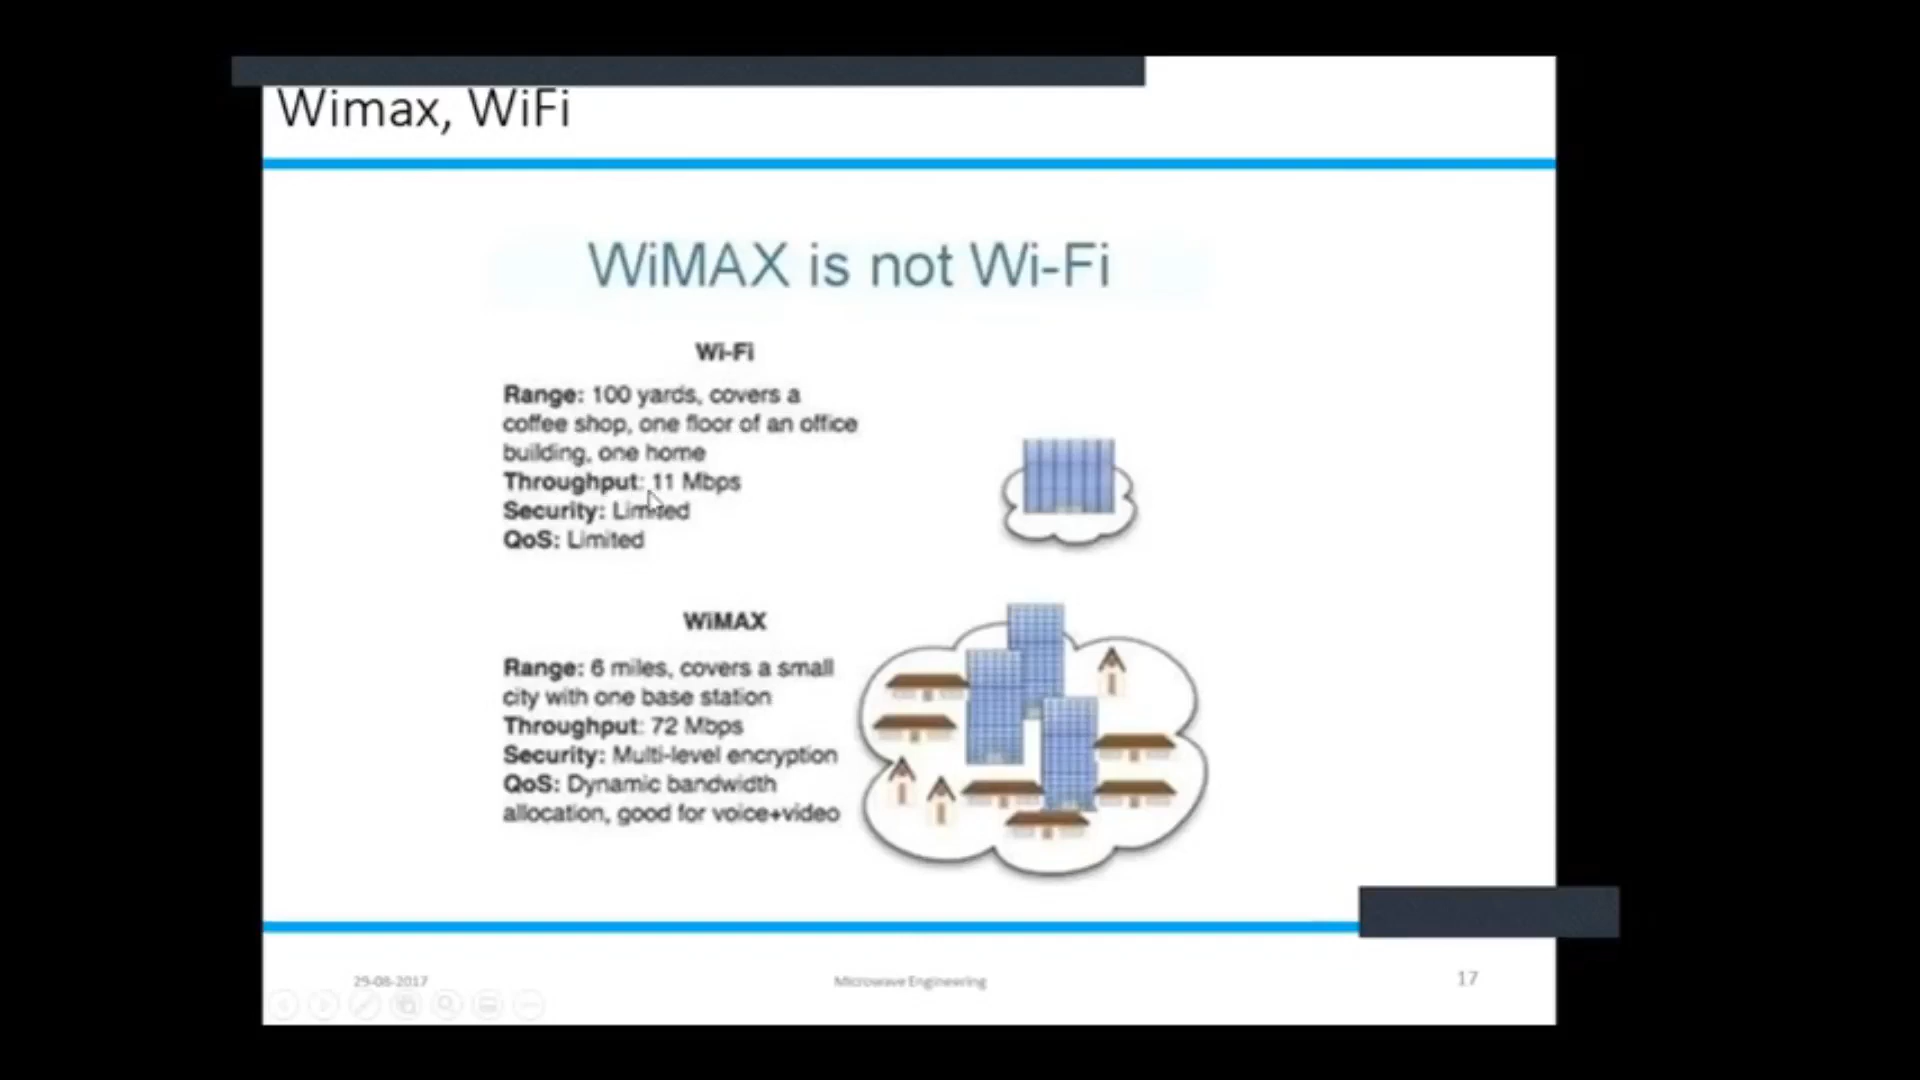 Wimax, WiFi
WiMAX is not Wi-Fi
Wi-Fi
Range: 100 yards, covers a
coffee shop, one floor of an office
building, one home
Throughput: 11 Mbps
Security: Limited
QoS: Limited
WiMAX
Range: 6 miles, covers a small
city with one base station
Throughput: 72 Mbps
Security: Multi-level encryption
QoS: Dynamic bandwidth
allocation, good for voice+video
29-08-2017
Microwave Engineering
17